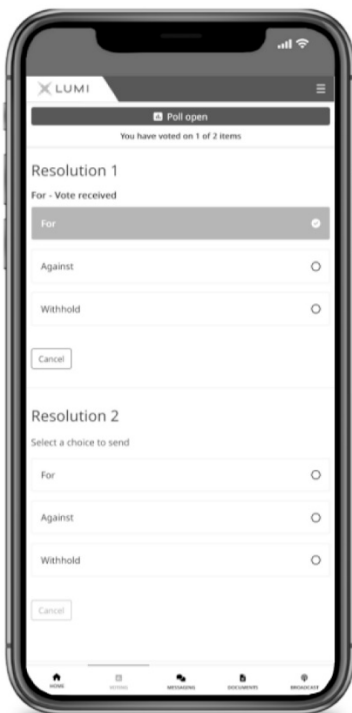 LUMI
Poll open
You have voted on 1 of 2 items
Resolution 1
For - Vote received
For
Against
Withhold
Cancel
Resolution 2
Select a choice to send
For
Against
Withhold
Cancel
HOME
VOTING
MESSAGING
DOCUMENTS
BROADCAST